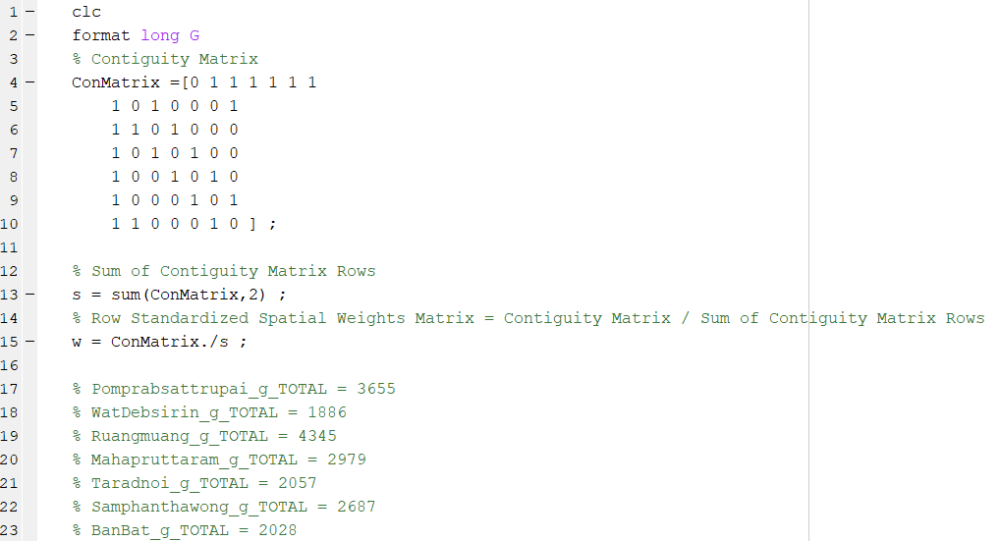 1 – clc
2 – format long G
3 % Contiguity Matrix
4 – ConMatrix =[0 1 1 1 1 1 1
5 1 0 1 0 0 0 1
6 1 1 0 1 0 0 0
7 1 0 1 0 1 0 0
8 1 0 0 1 0 1 0
9 1 0 0 0 1 0 1
10 1 1 0 0 0 1 0 ] ;
11
12 % Sum of Contiguity Matrix Rows
13 – s = sum(ConMatrix,2) ;
14 % Row Standardized Spatial Weights Matrix = Contiguity Matrix / Sum of Contiguity Matrix Rows
15 – w = ConMatrix./s ;
16
17 % Pomprabsattrupai_g_TOTAL = 3655
18 % WatDebsirin_g_TOTAL = 1886
19 % Ruangmuang_g_TOTAL = 4345
20 % Mahapruttaram_g_TOTAL = 2979
21 % Taradnoi_g_TOTAL = 2057
22 % Samphanthawong_g_TOTAL = 2687
23 % BanBat_g_TOTAL = 2028